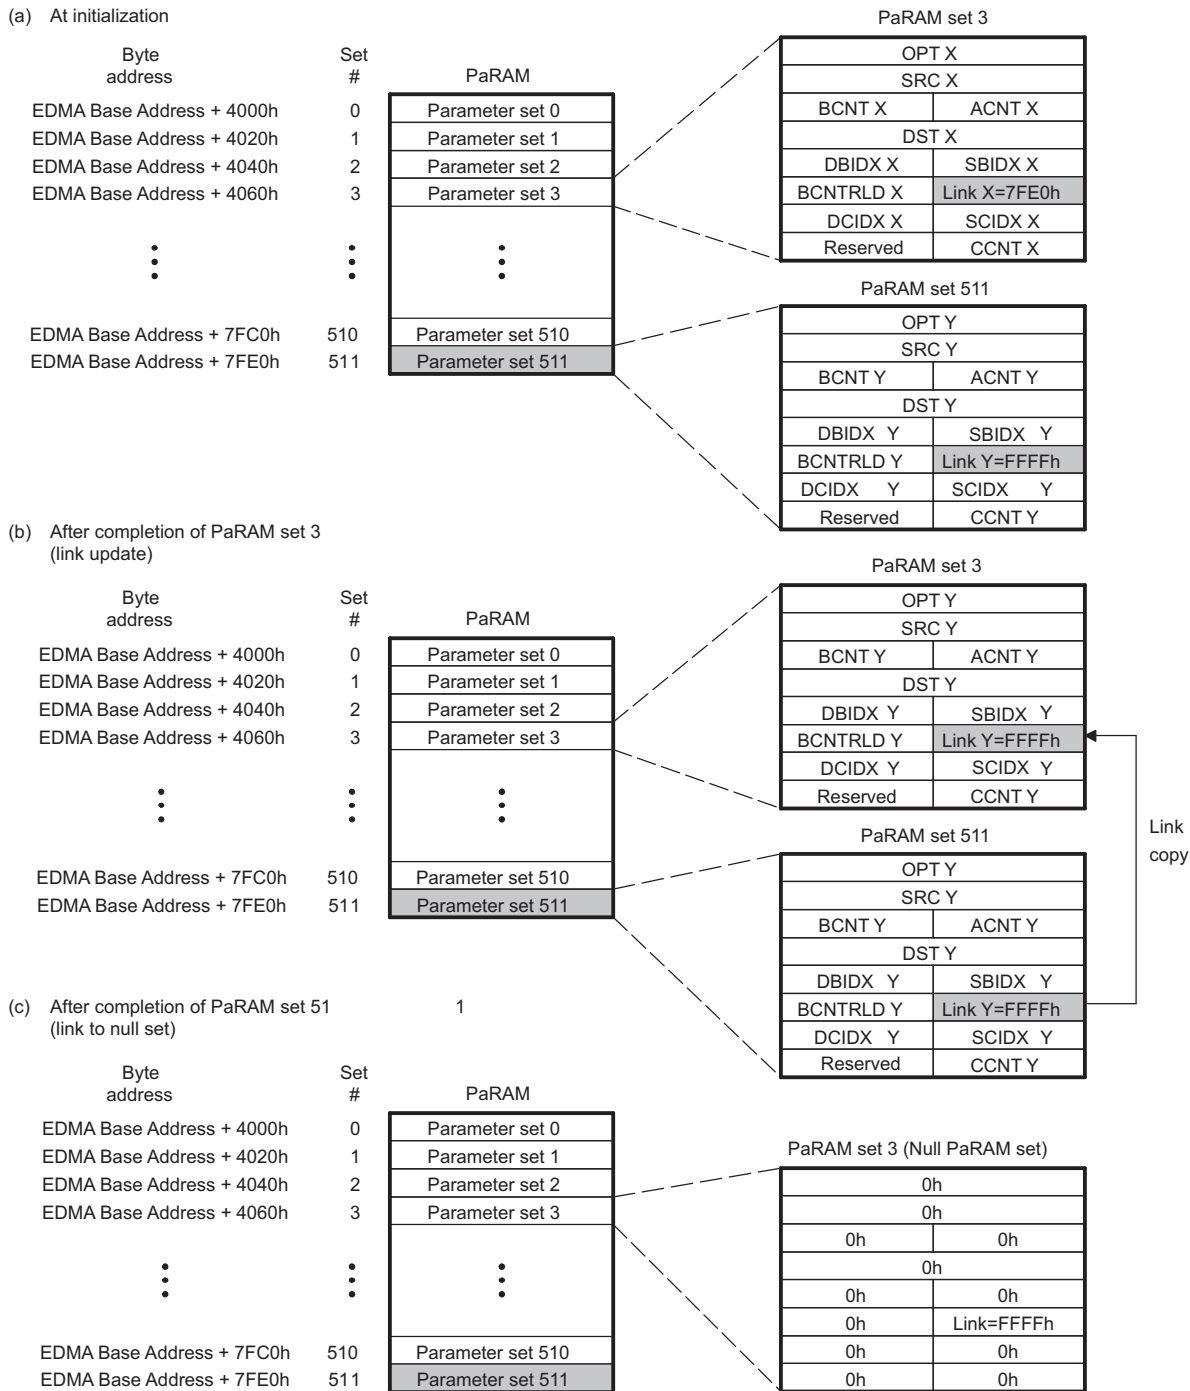 (a) At initialization
PaRAM set 3
Byte address
Set #
PaRAM
EDMA Base Address + 4000h 0 Parameter set 0
EDMA Base Address + 4020h 1 Parameter set 1
EDMA Base Address + 4040h 2 Parameter set 2
EDMA Base Address + 4060h 3 Parameter set 3
EDMA Base Address + 7FC0h 510 Parameter set 510
EDMA Base Address + 7FE0h 511 Parameter set 511
OPT X
SRC X
BCNT X ACNT X
DST X
DBIDX X SBIDX X
BCNTRLD X Link X=7FE0h
DCIDX X SCIDX X
Reserved CCNT X
PaRAM set 511
OPT Y
SRC Y
BCNT Y ACNT Y
DST Y
DBIDX Y SBIDX Y
BCNTRLD Y Link Y=FFFFh
DCIDX Y SCIDX Y
Reserved CCNT Y
(b) After completion of PaRAM set 3
(link update)
Byte address
Set #
PaRAM
EDMA Base Address + 4000h 0 Parameter set 0
EDMA Base Address + 4020h 1 Parameter set 1
EDMA Base Address + 4040h 2 Parameter set 2
EDMA Base Address + 4060h 3 Parameter set 3
EDMA Base Address + 7FC0h 510 Parameter set 510
EDMA Base Address + 7FE0h 511 Parameter set 511
PaRAM set 3
OPT Y
SRC Y
BCNT Y ACNT Y
DST Y
DBIDX Y SBIDX Y
BCNTRLD Y Link Y=FFFFh
DCIDX Y SCIDX Y
Reserved CCNT Y
Link
copy
PaRAM set 511
OPT Y
SRC Y
BCNT Y ACNT Y
DST Y
DBIDX Y SBIDX Y
BCNTRLD Y Link Y=FFFFh
DCIDX Y SCIDX Y
Reserved CCNT Y
(c) After completion of PaRAM set 51 1
(link to null set)
Byte address
Set #
PaRAM
EDMA Base Address + 4000h 0 Parameter set 0
EDMA Base Address + 4020h 1 Parameter set 1
EDMA Base Address + 4040h 2 Parameter set 2
EDMA Base Address + 4060h 3 Parameter set 3
EDMA Base Address + 7FC0h 510 Parameter set 510
EDMA Base Address + 7FE0h 511 Parameter set 511
PaRAM set 3 (Null PaRAM set)
0h
0h
0h 0h
0h
0h 0h
0h Link=FFFFh
0h 0h
0h 0h